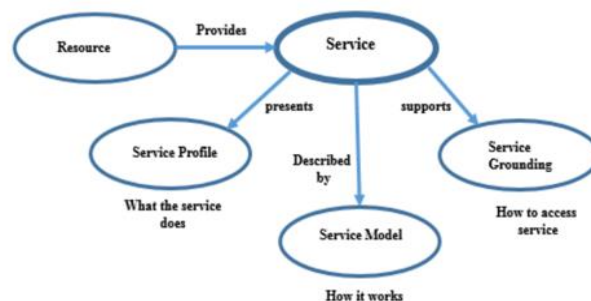 Provides
Resource
Service
presents
supports
Service Profile
Described
by
Service
Grounding
What the service
does
How to access
service
Service Model
How it works